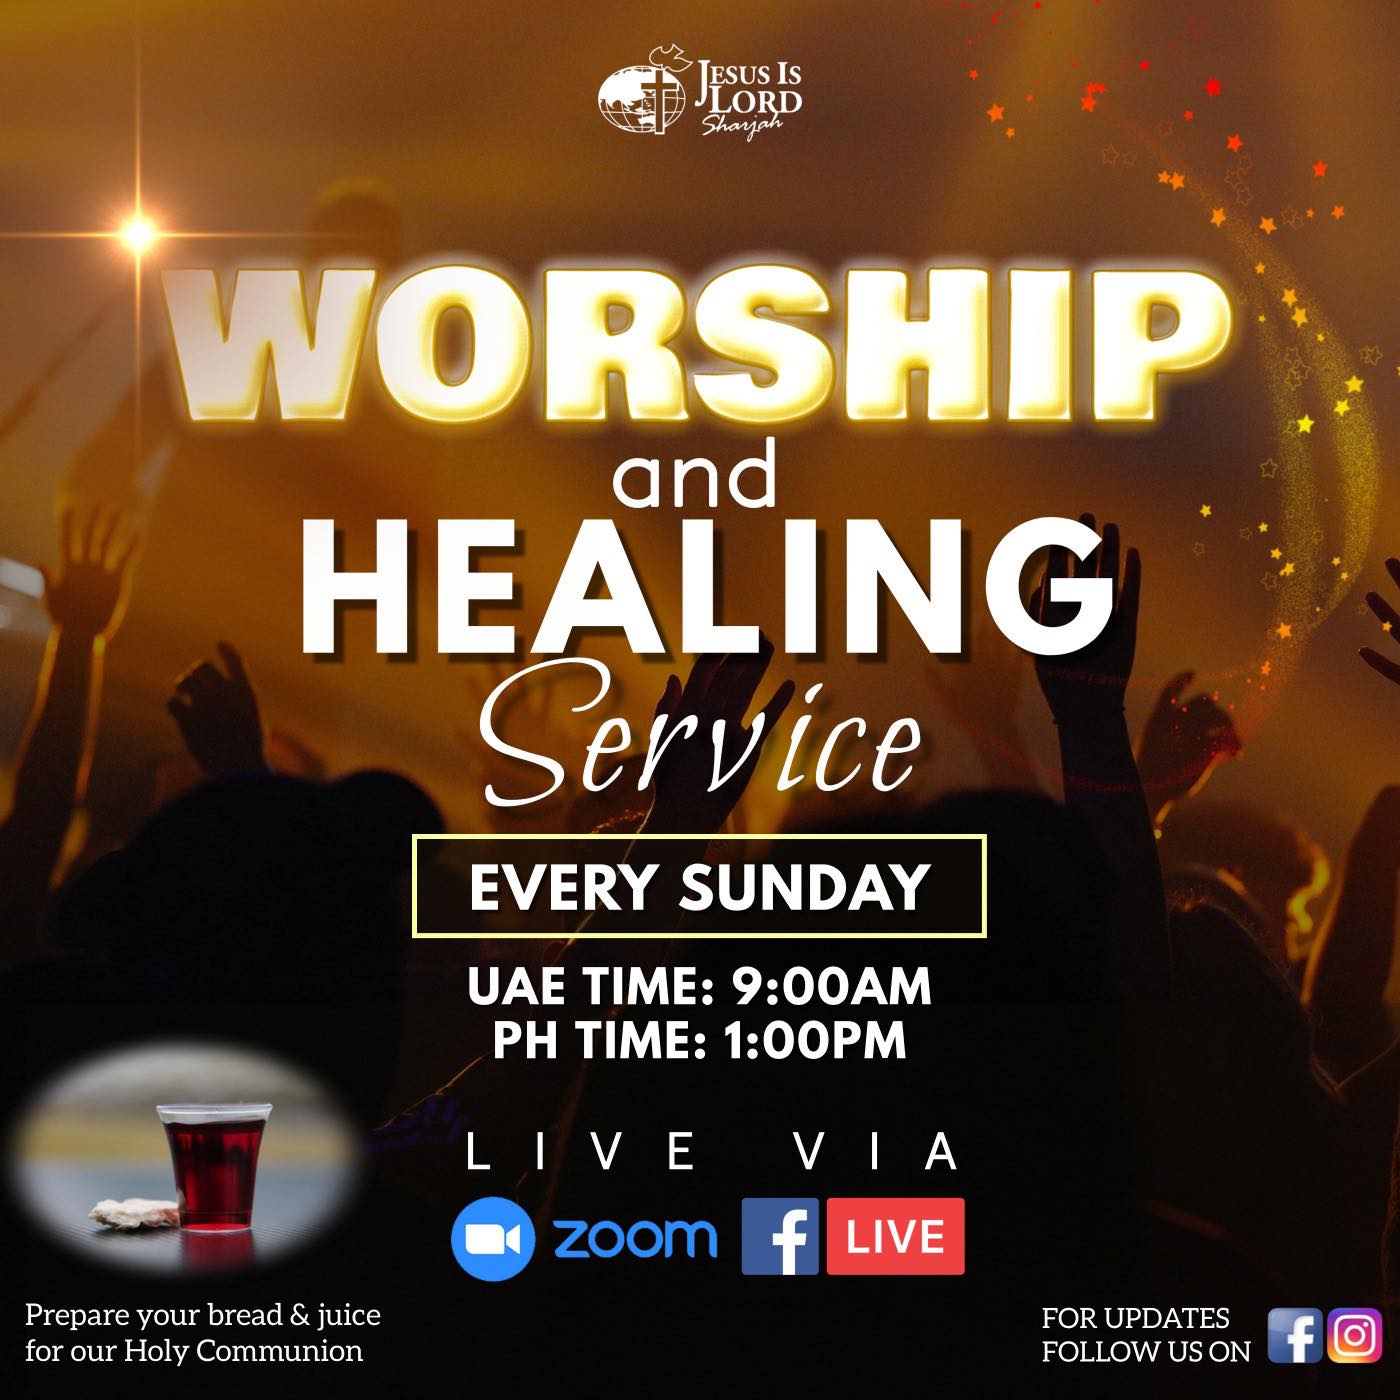 JESUS IS
LORD
Sharjah
WORSHIP
and
HEALING
Service
EVERY SUNDAY
UAE TIME: 9:00AM
PH TIME: 1:00PM
LIVE VIA
zoom f LIVE
Prepare your bread & juice
for our Holy Communion
FOR UPDATES
FOLLOW US ON f